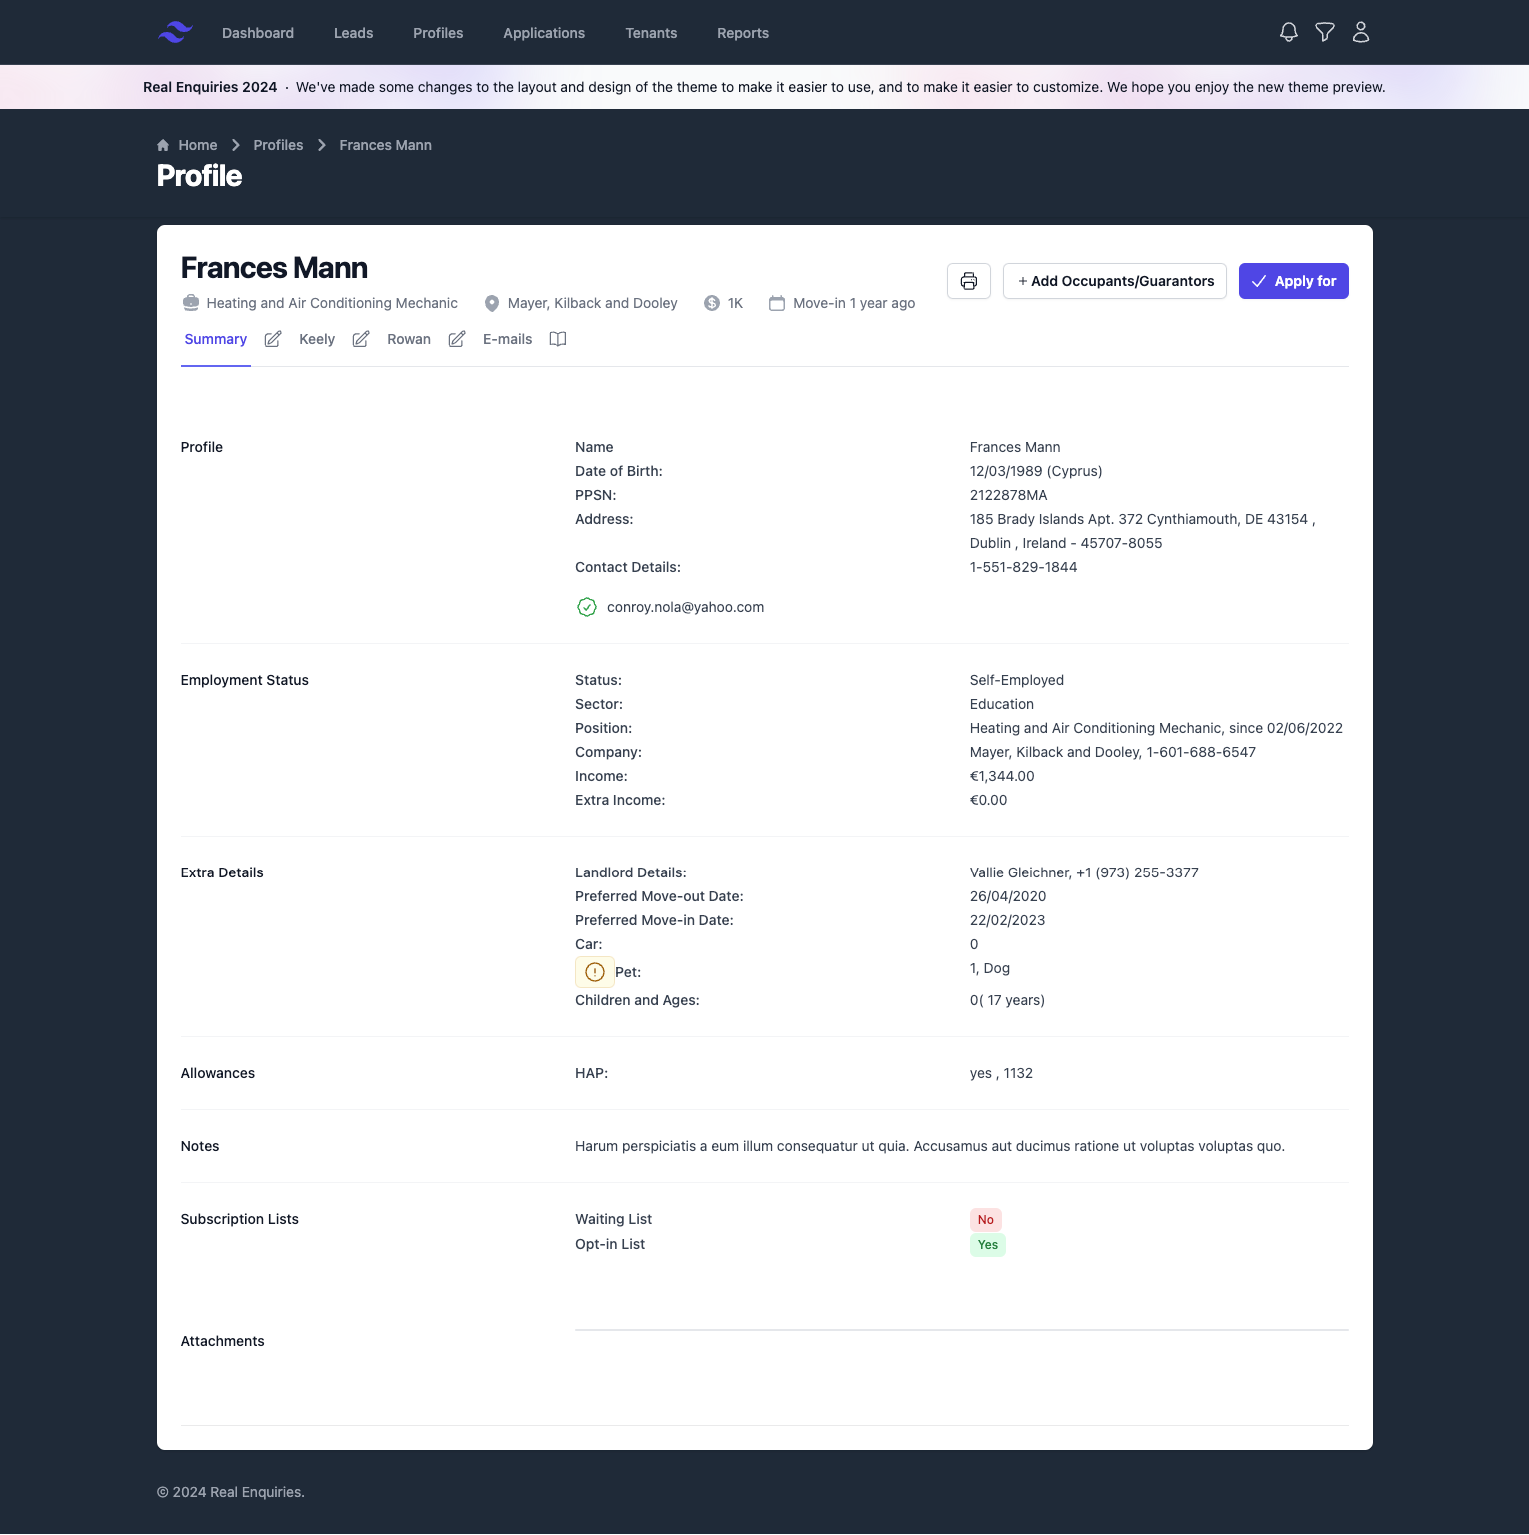 Dashboard Leads Profiles Applications Tenants Reports
Real Enquiries 2024 · We've made some changes to the layout and design of the theme to make it easier to use, and to make it easier to customize. We hope you enjoy the new theme preview.
Home Profiles Frances Mann
Profile
Frances Mann
Heating and Air Conditioning Mechanic Mayer, Kilback and Dooley 1K Move-in 1 year ago
+ Add Occupants/Guarantors Apply for
Summary Keely Rowan E-mails
Profile
Name Frances Mann
Date of Birth: 12/03/1989 (Cyprus)
PPSN: 2122878MA
Address: 185 Brady Islands Apt. 372 Cynthiamouth, DE 43154 ,
Dublin , Ireland - 45707-8055
Contact Details: 1-551-829-1844
conroy.nola@yahoo.com
Employment Status
Status: Self-Employed
Sector: Education
Position: Heating and Air Conditioning Mechanic, since 02/06/2022
Company: Mayer, Kilback and Dooley, 1-601-688-6547
Income: €1,344.00
Extra Income: €0.00
Extra Details
Landlord Details: Vallie Gleichner, +1 (973) 255-3377
Preferred Move-out Date: 26/04/2020
Preferred Move-in Date: 22/02/2023
Car: 0
Pet: 1, Dog
Children and Ages: 0( 17 years)
Allowances
HAP: yes , 1132
Notes
Harum perspiciatis a eum illum consequatur ut quia. Accusamus aut ducimus ratione ut voluptas voluptas quo.
Subscription Lists
Waiting List No
Opt-in List Yes
Attachments
© 2024 Real Enquiries.